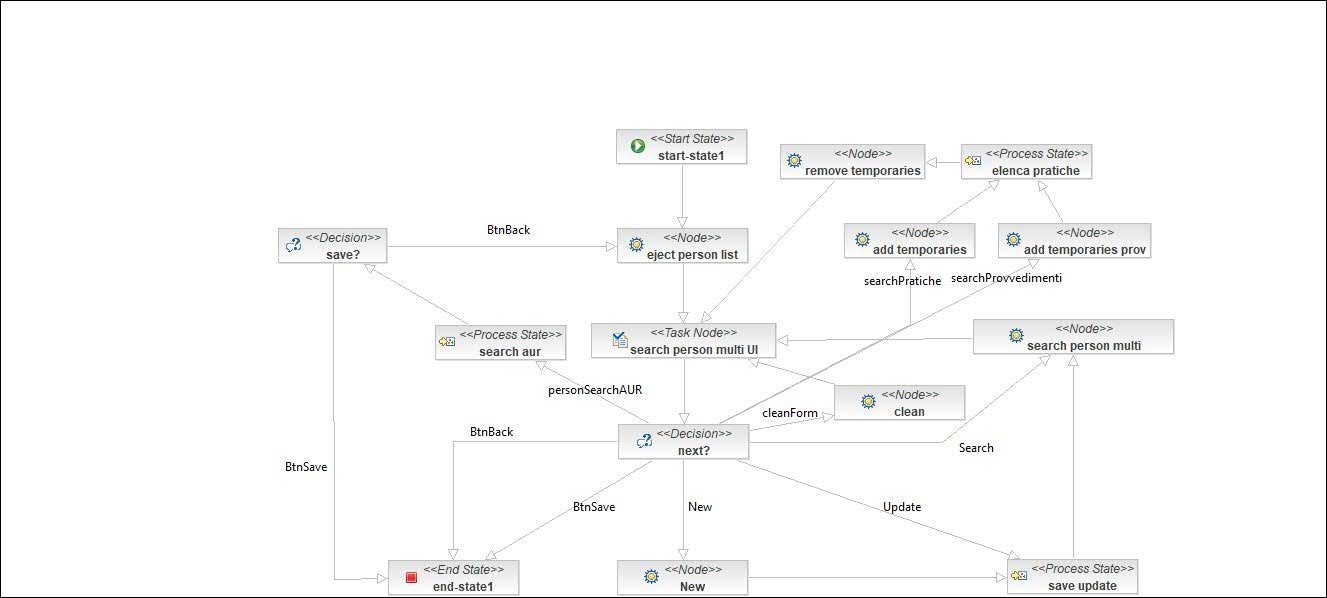 <<Start State>>
start-state1
<<Node>>
remove temporaries
<<Process State>>
elenca pratiche
<<Decision>>
save?
BtnBack
<<Node>>
eject person list
<<Node>>
add temporaries
<<Node>>
add temporaries prov
searchPratiche
searchProvvedimenti
<<Process State>>
search aur
<<Task Node>>
search person multi UI
<<Node>>
search person multi
personSearchAUR
<<Node>>
clean
cleanForm
BtnBack
<<Decision>>
next?
Search
BtnSave
BtnSave
New
Update
<<End State>>
end-state1
<<Node>>
New
<<Process State>>
save update